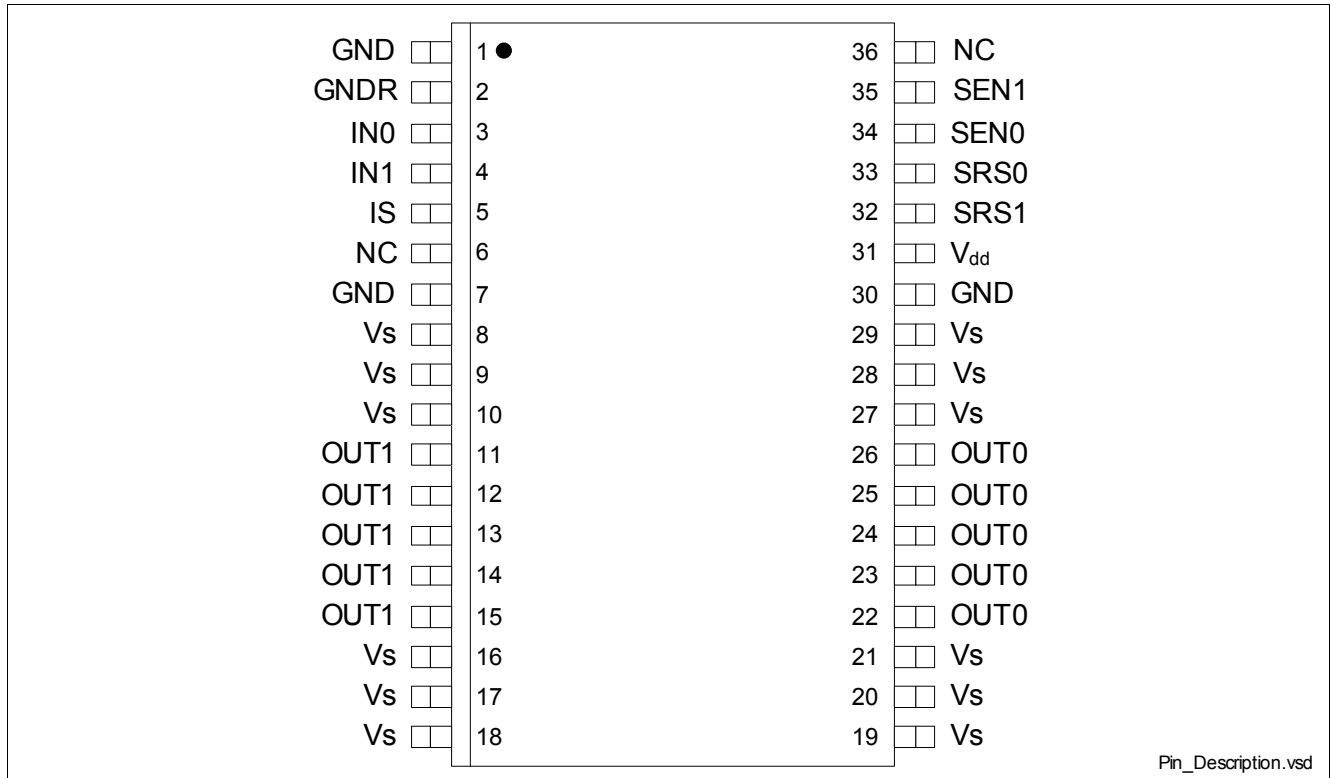 GND 1 36 NC
GNDR 2 35 SEN1
IN0 3 34 SEN0
IN1 4 33 SRS0
IS 5 32 SRS1
NC 6 31 Vdd
GND 7 30 GND
Vs 8 29 Vs
Vs 9 28 Vs
Vs 10 27 Vs
OUT1 11 26 OUT0
OUT1 12 25 OUT0
OUT1 13 24 OUT0
OUT1 14 23 OUT0
OUT1 15 22 OUT0
Vs 16 21 Vs
Vs 17 20 Vs
Vs 18 19 Vs
Pin_Description.vsd